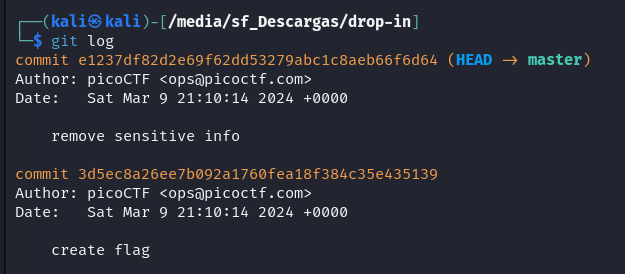 ┌──(kali㉿kali)-[/media/sf_Descargas/drop-in]
└─$ git log
commit e1237df82d2e69f62dd53279abc1c8aeb66f6d64 (HEAD -> master)
Author: picoCTF <ops@picoctf.com>
Date:   Sat Mar 9 21:10:14 2024 +0000

    remove sensitive info

commit 3d5ec8a26ee7b092a1760fea18f384c35e435139
Author: picoCTF <ops@picoctf.com>
Date:   Sat Mar 9 21:10:14 2024 +0000

    create flag